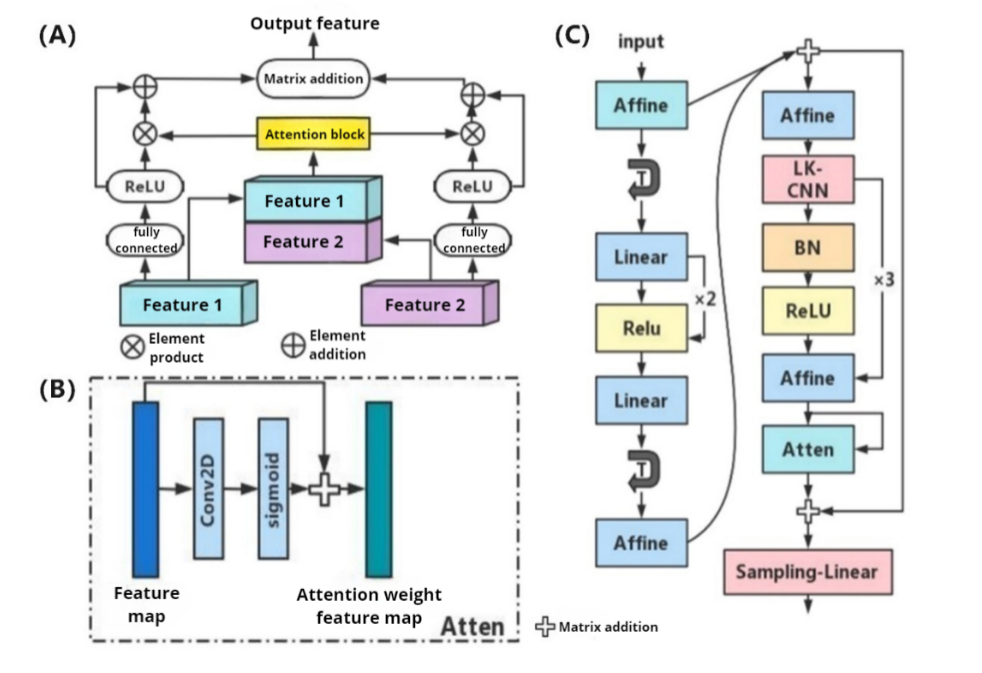 (A)
Output feature
Matrix addition
Attention block
ReLU
ReLU
fully
connected
fully
connected
Feature 1
Feature 2
Feature 1
Feature 2
Element
product
Element
addition
(B)
Conv2D
sigmoid
Feature
map
Attention weight
feature map
Atten
(C)
input
Affine
T
Linear
×2
Relu
Linear
T
Affine
Affine
LK-
CNN
BN
×3
ReLU
Affine
Atten
Sampling-Linear
Matrix addition